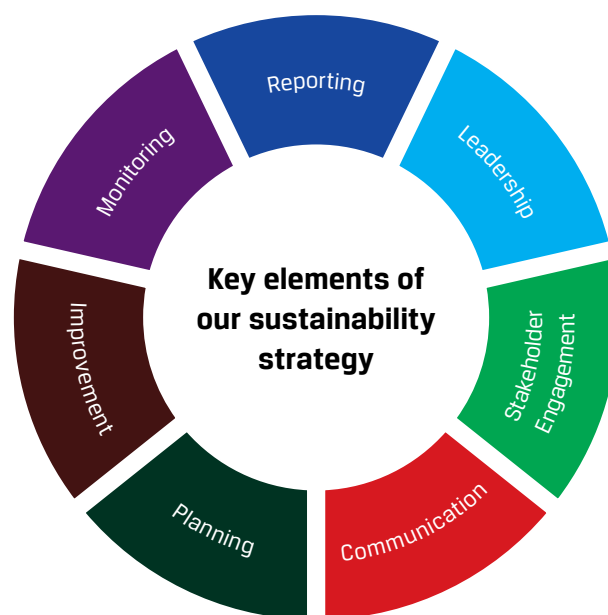 Reporting
Leadership
Stakeholder
Engagement
Communication
Planning
Improvement
Monitoring
Key elements of
our sustainability
strategy